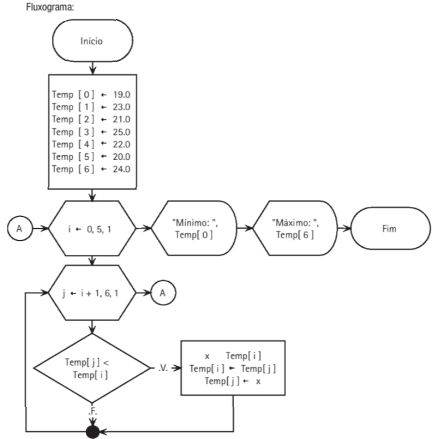 Fluxograma:
Início
Temp [ 0 ] ← 19.0
Temp [ 1 ] ← 23.0
Temp [ 2 ] ← 21.0
Temp [ 3 ] ← 25.0
Temp [ 4 ] ← 22.0
Temp [ 5 ] ← 20.0
Temp [ 6 ] ← 24.0
A
i ← 0, 5, 1
"Mínimo: ",
Temp[ 0 ]
"Máximo: ",
Temp[ 6 ]
Fim
j ← i + 1, 6, 1
A
Temp[ j ] <
Temp[ i ]
.V.
x Temp[ i ]
Temp[ i ] ← Temp[ j ]
Temp[ j ] ← x
.F.